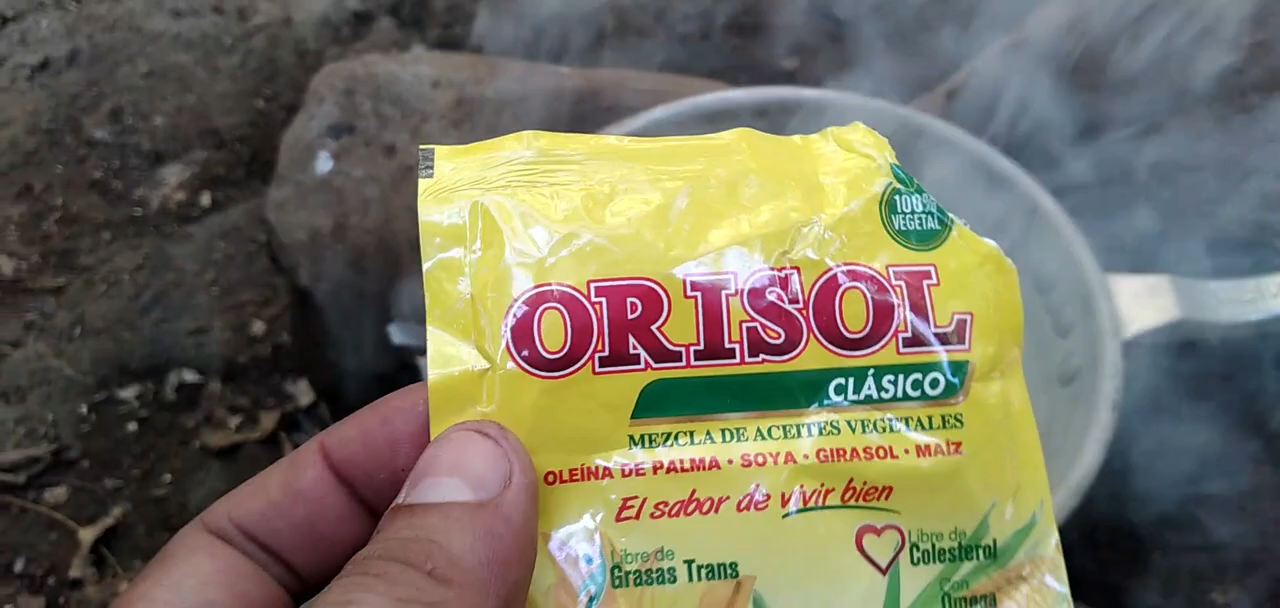 100%
VEGETAL
ORISOL
CLÁSICO
MEZCLA DE ACEITES VEGETALES
OLEÍNA DE PALMA • SOYA • GIRASOL • MAÍZ
El sabor de vivir bien
Libre de
Grasas Trans
Libre de
Colesterol
Con
Omega